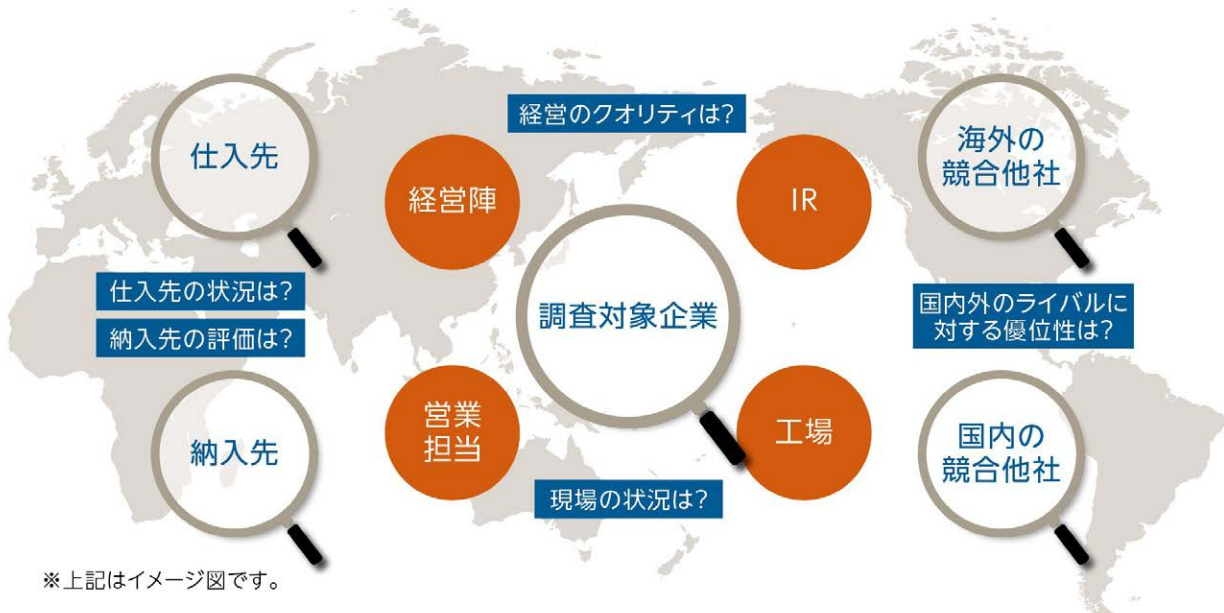 経営のクオリティは?
仕入先
経営陣
IR
海外の
競合他社
調査対象企業
仕入先の状況は?
納入先の評価は?
国内外のライバルに
対する優位性は?
営業
担当
工場
納入先
国内の
競合他社
現場の状況は?
※上記はイメージ図です。